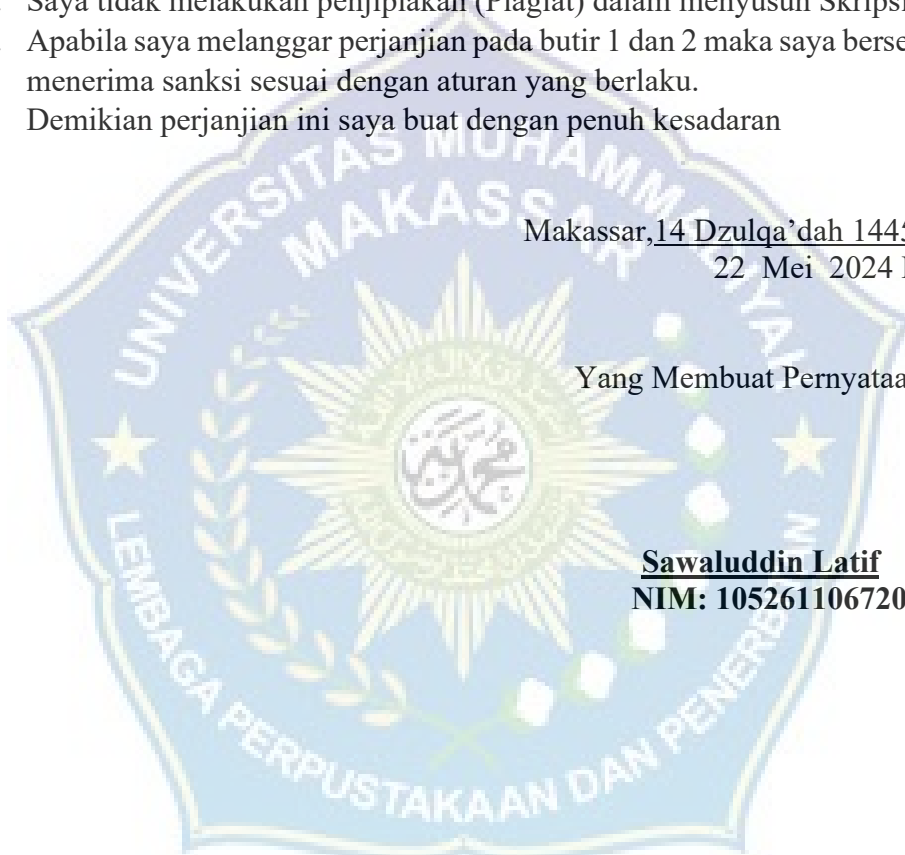 Saya tidak melakukan penjiplakan (Plagiat) dalam menyusun Skripsi
Apabila saya melanggar perjanjian pada butir 1 dan 2 maka saya berse
menerima sanksi sesuai dengan aturan yang berlaku.
Demikian perjanjian ini saya buat dengan penuh kesadaran
UNIVERSITAS MUHAMMADIYAH
MAKASSAR
Makassar,14 Dzulqa’dah 1445
22 Mei 2024
Yang Membuat Pernyataa
Sawaluddin Latif
NIM: 105261106720
LEMBAGA PERPUSTAKAAN DAN PENERBITAN